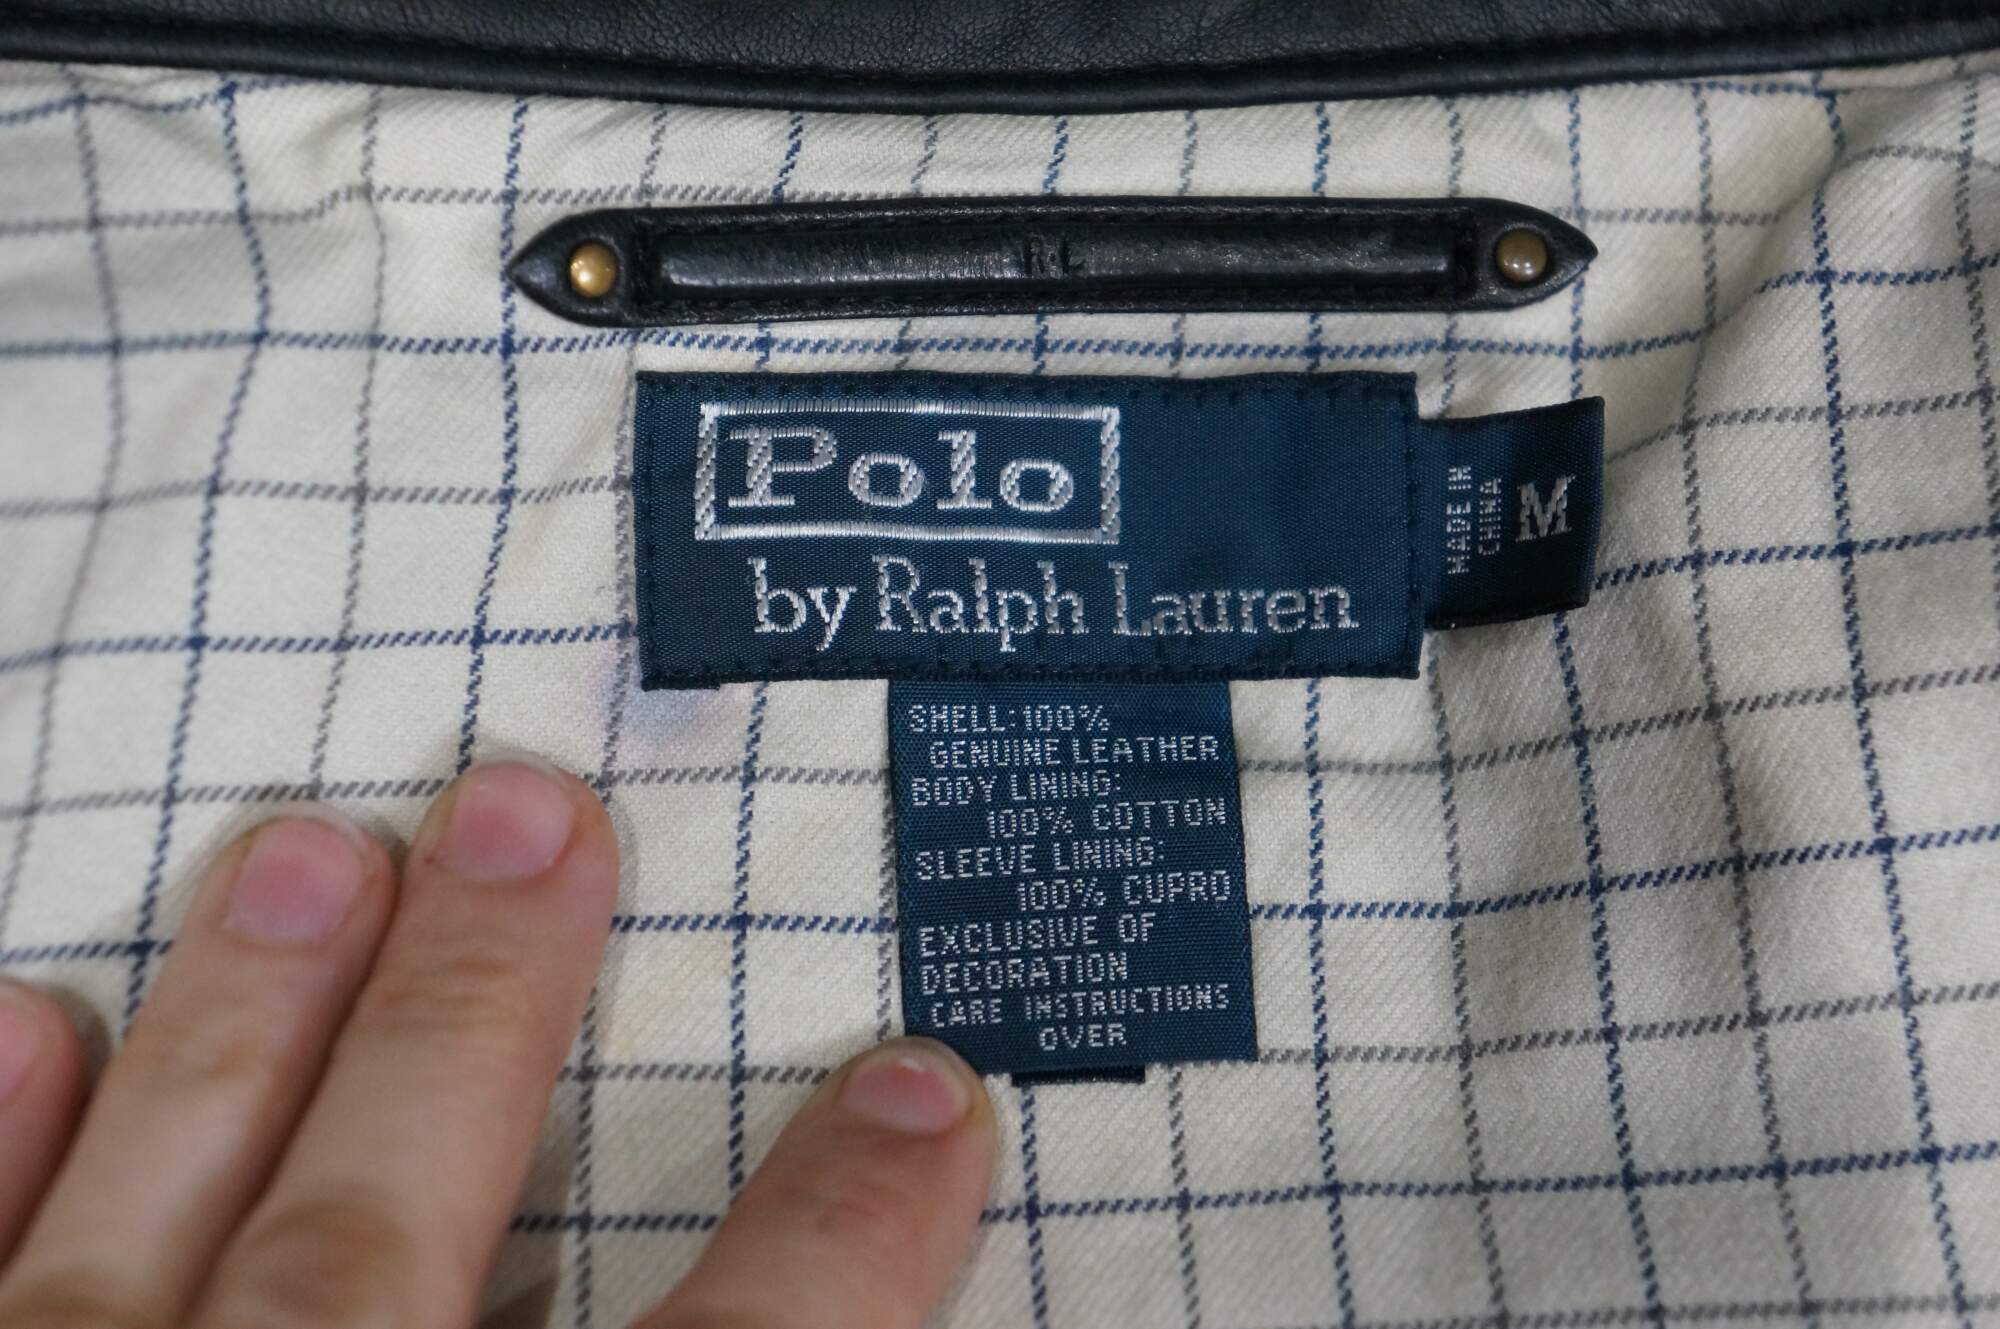 R·L
Polo
by Ralph Lauren
MADE IN
CHINA
M
SHELL: 100%
GENUINE LEATHER
BODY LINING:
100% COTTON
SLEEVE LINING:
100% CUPRO
EXCLUSIVE OF
DECORATION
CARE INSTRUCTIONS
OVER